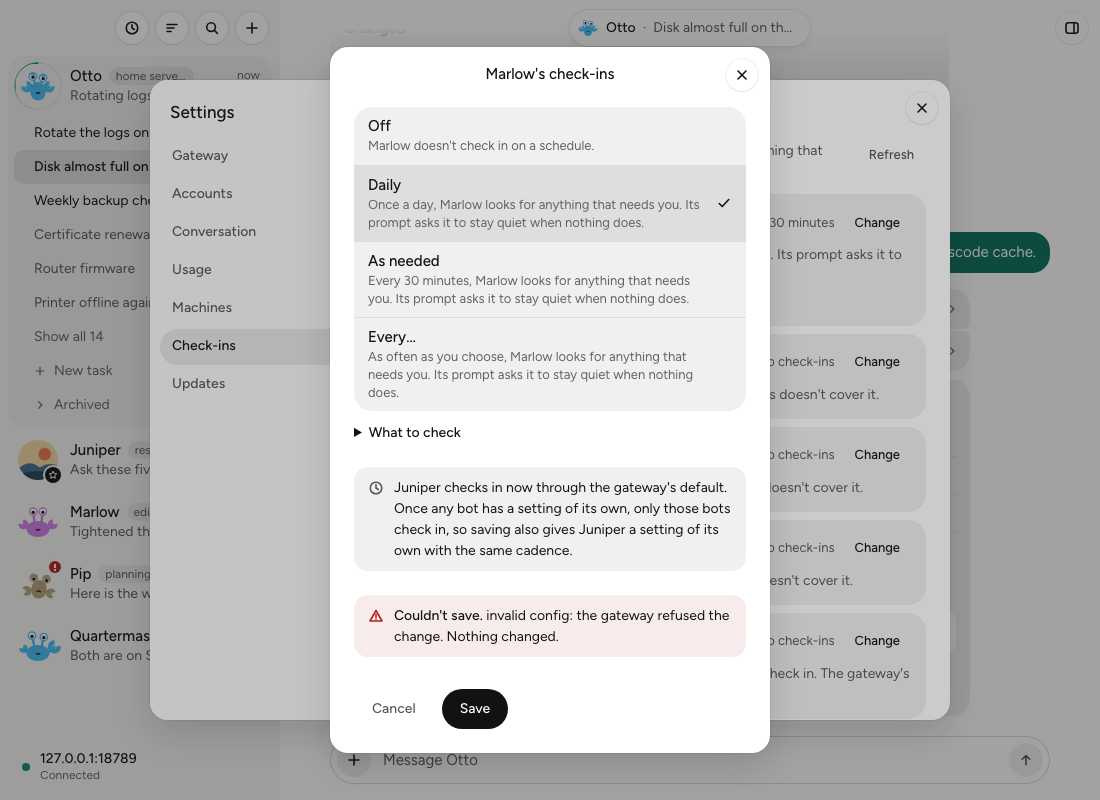 Otto · Disk almost full on th...
Otto home serve... now
Rotating logs
Rotate the logs on
Disk almost full on
Weekly backup che
Certificate renewa
Router firmware
Printer offline again
Show all 14
New task
Archived
Juniper res
Ask these five
Marlow edi
Tightened th
Pip planning
Here is the w
Quartermas
Both are on S
127.0.0.1:18789
Connected
Settings
Gateway
Accounts
Conversation
Usage
Machines
Check-ins
Updates
Marlow's check-ins
Off
Marlow doesn't check in on a schedule.
Daily
Once a day, Marlow looks for anything that needs you. Its
prompt asks it to stay quiet when nothing does.
As needed
Every 30 minutes, Marlow looks for anything that needs
you. Its prompt asks it to stay quiet when nothing does.
Every...
As often as you choose, Marlow looks for anything that
needs you. Its prompt asks it to stay quiet when nothing
does.
What to check
Juniper checks in now through the gateway's default.
Once any bot has a setting of its own, only those bots
check in, so saving also gives Juniper a setting of its
own with the same cadence.
Couldn't save. invalid config: the gateway refused the
change. Nothing changed.
Cancel
Save
hing that
Refresh
30 minutes Change
. Its prompt asks it to
o check-ins Change
s doesn't cover it.
o check-ins Change
doesn't cover it.
o check-ins Change
esn't cover it.
o check-ins Change
heck in. The gateway's
scode cache.
Message Otto